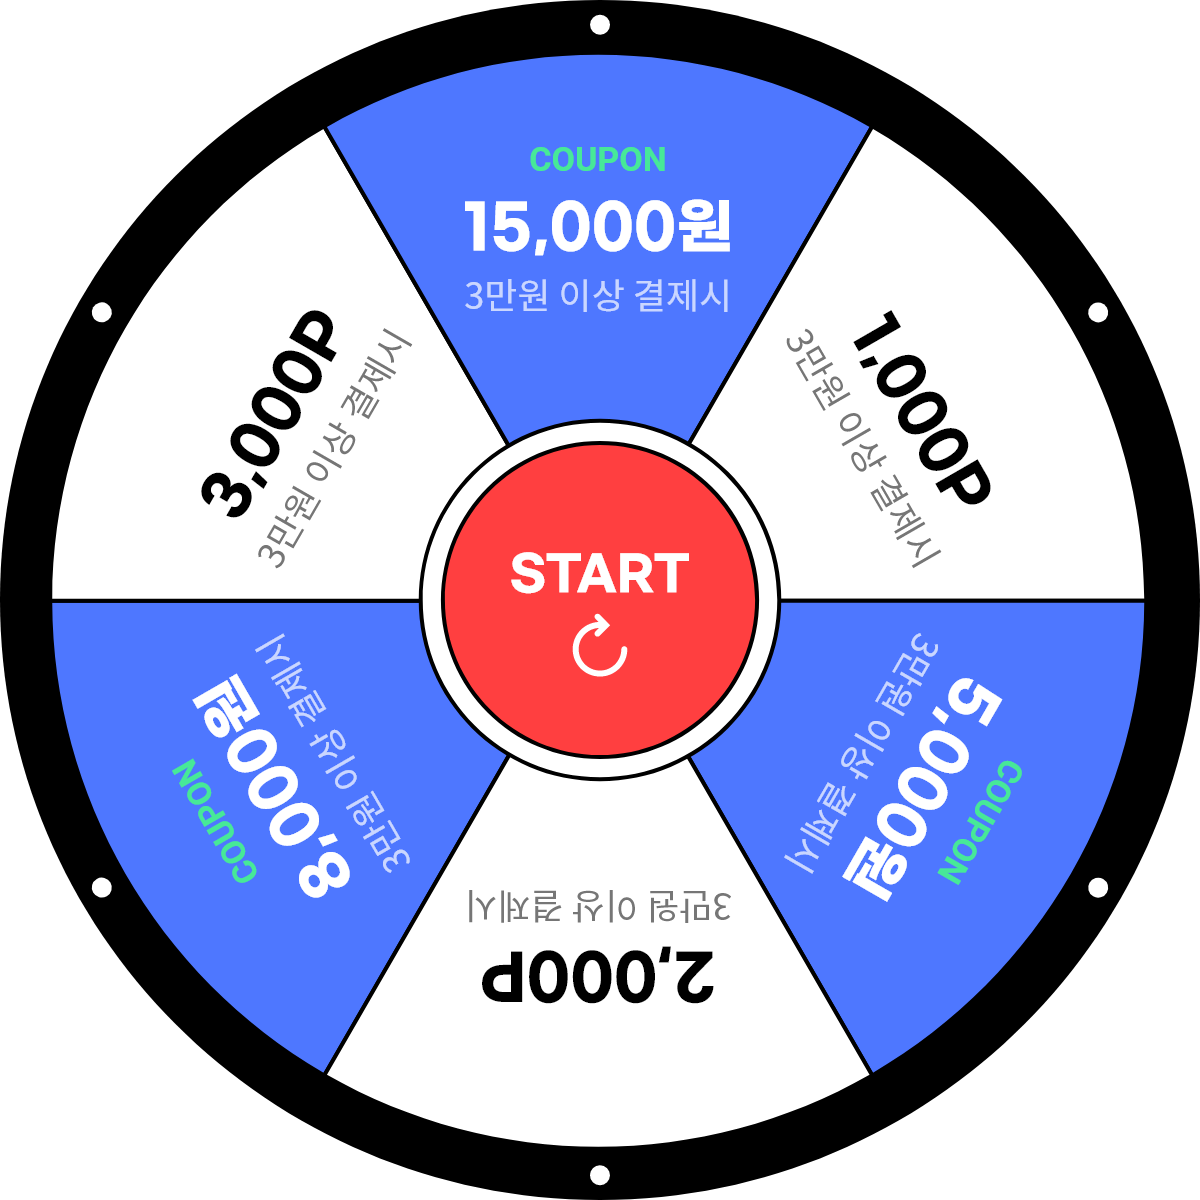 COUPON
15,000원
3만원 이상 결제시
1,000P
3만원 이상 결제시
COUPON
5,000원
3만원 이상 결제시
2,000P
3만원 이상 결제시
COUPON
8,000원
3만원 이상 결제시
3,000P
3만원 이상 결제시
START